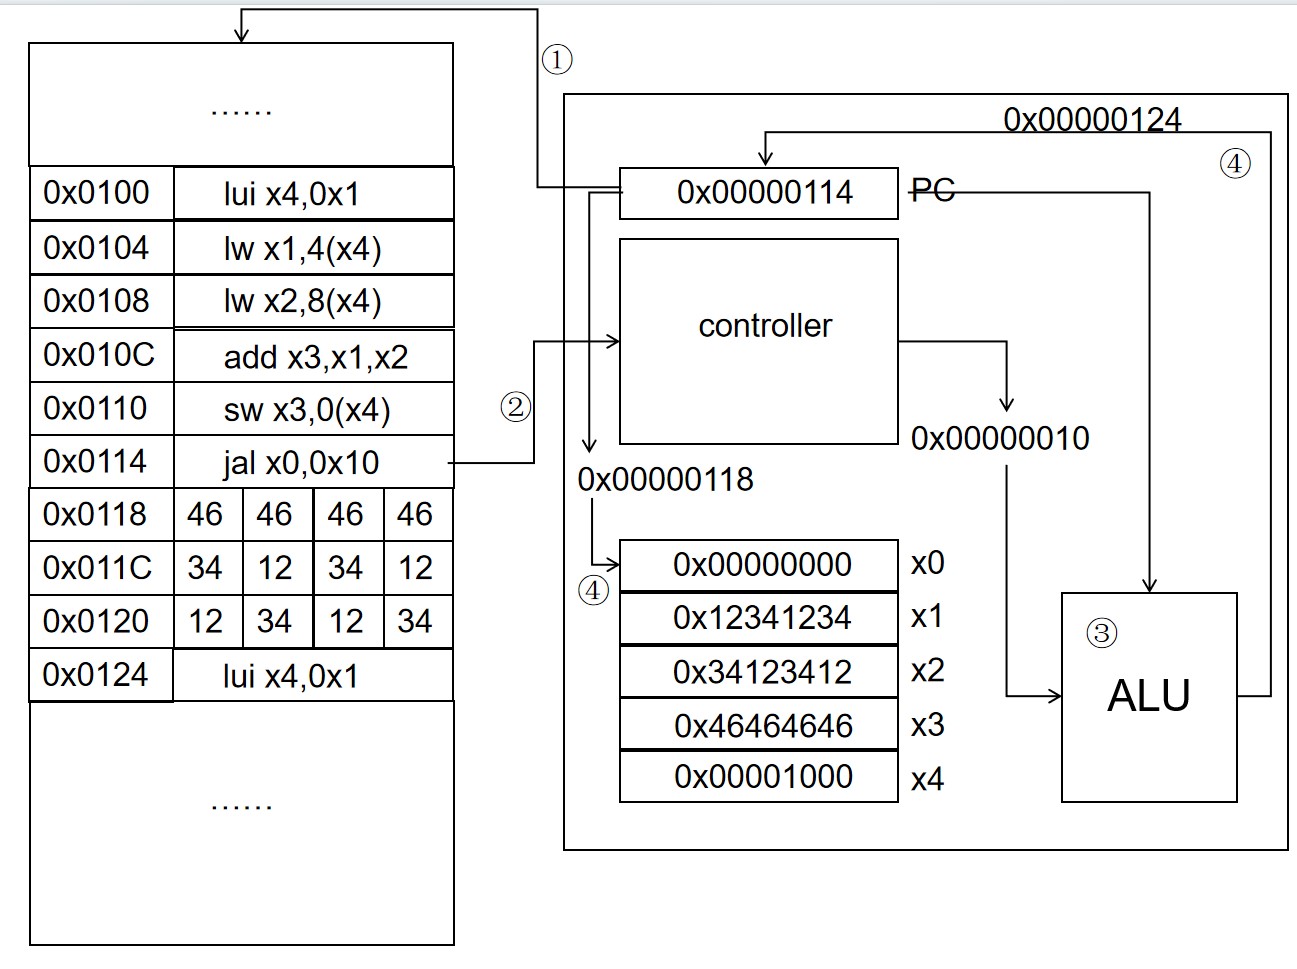 ①
……
0x0100 lui x4,0x1
0x0104 lw x1,4(x4)
0x0108 lw x2,8(x4)
0x010C add x3,x1,x2
0x0110 sw x3,0(x4)
0x0114 jal x0,0x10
0x0118 46 46 46 46
0x011C 34 12 34 12
0x0120 12 34 12 34
0x0124 lui x4,0x1
……
②
0x00000124
④
0x00000114 PC
controller
0x00000010
0x00000118
④
0x00000000 x0
0x12341234 x1
0x34123412 x2
0x46464646 x3
0x00001000 x4
③
ALU